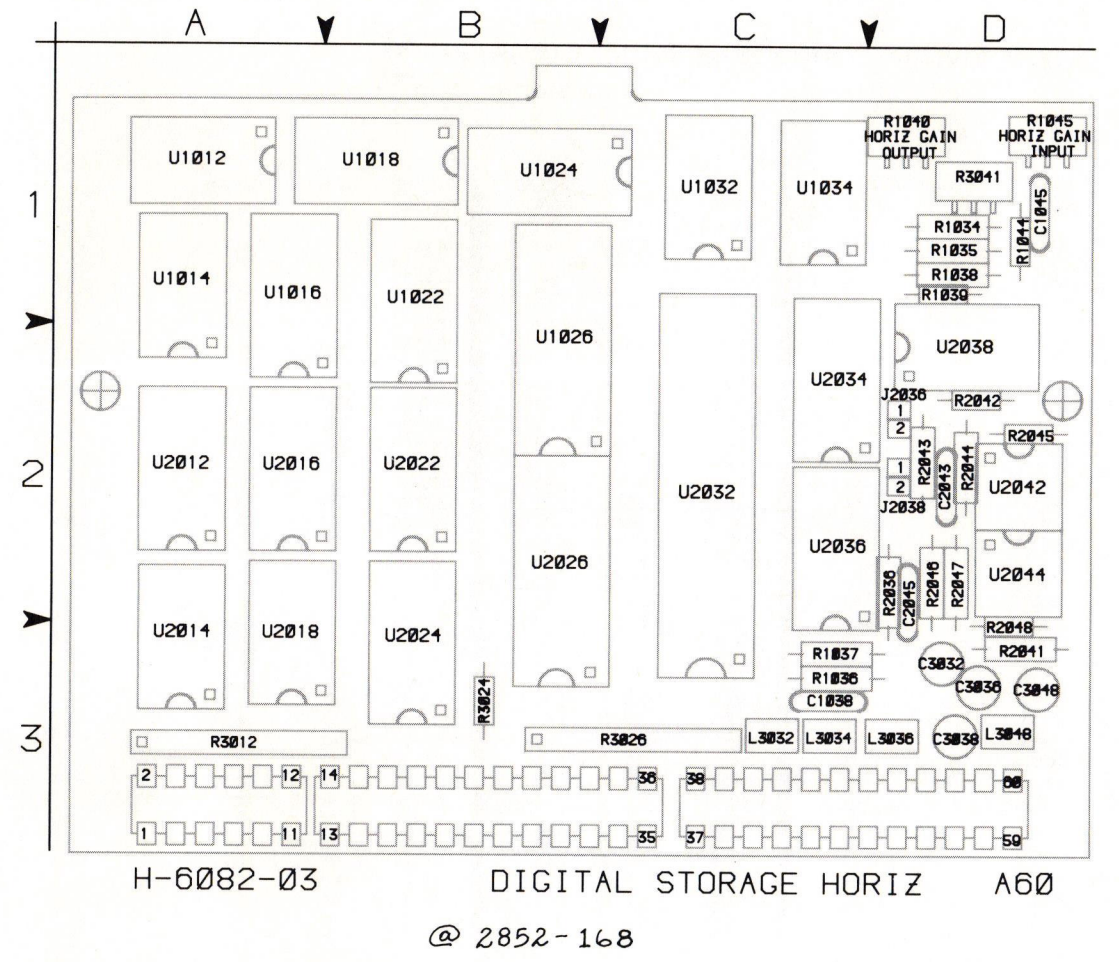 A B C D
1
2
3
R1040
HORIZ GAIN
OUTPUT
R1045
HORIZ GAIN
INPUT
U1012
U1018
U1024
U1032
U1034
R3041
C1045
R1034
R1044
R1035
R1038
R1039
U1014
U1016
U1022
U1026
U2038
U2034
J2036
1
2
R2042
R2043
C2043
R2044
R2045
U2012
U2016
U2022
U2032
1
2
J2038
U2042
U2026
U2036
R2036
C2045
R2046
R2047
U2044
U2014
U2018
U2024
R2048
R1037
R2041
C3032
R1036
C3036
C3048
R3024
C1038
R3012
R3026
L3032
L3034
L3036
C3038
L3048
2 12 14 36 38 60
1 11 13 35 37 59
H-6082-03 DIGITAL STORAGE HORIZ A60
@ 2852-168